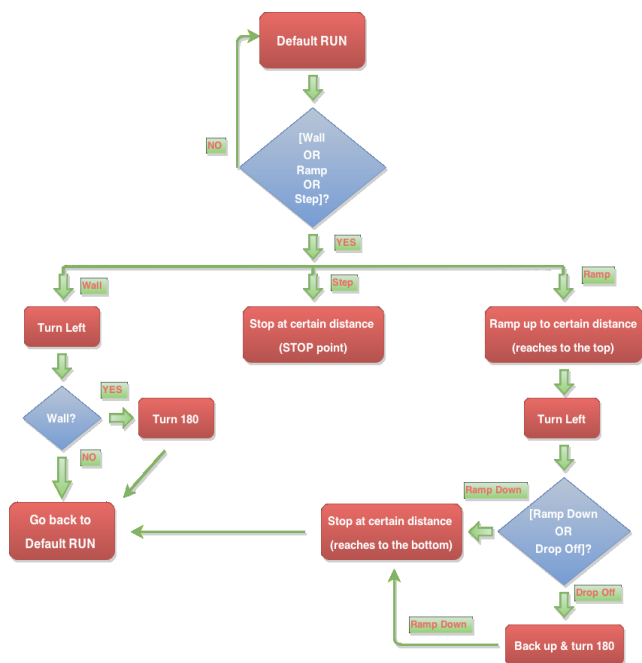 Default RUN
[Wall
OR
Ramp
OR
Step]?
NO
YES
Wall
Step
Ramp
Turn Left
Stop at certain distance
(STOP point)
Ramp up to certain distance
(reaches to the top)
Wall?
YES
Turn 180
Turn Left
NO
Go back to
Default RUN
Ramp Down
Stop at certain distance
(reaches to the bottom)
[Ramp Down
OR
Drop Off]?
Drop Off
Ramp Down
Back up & turn 180